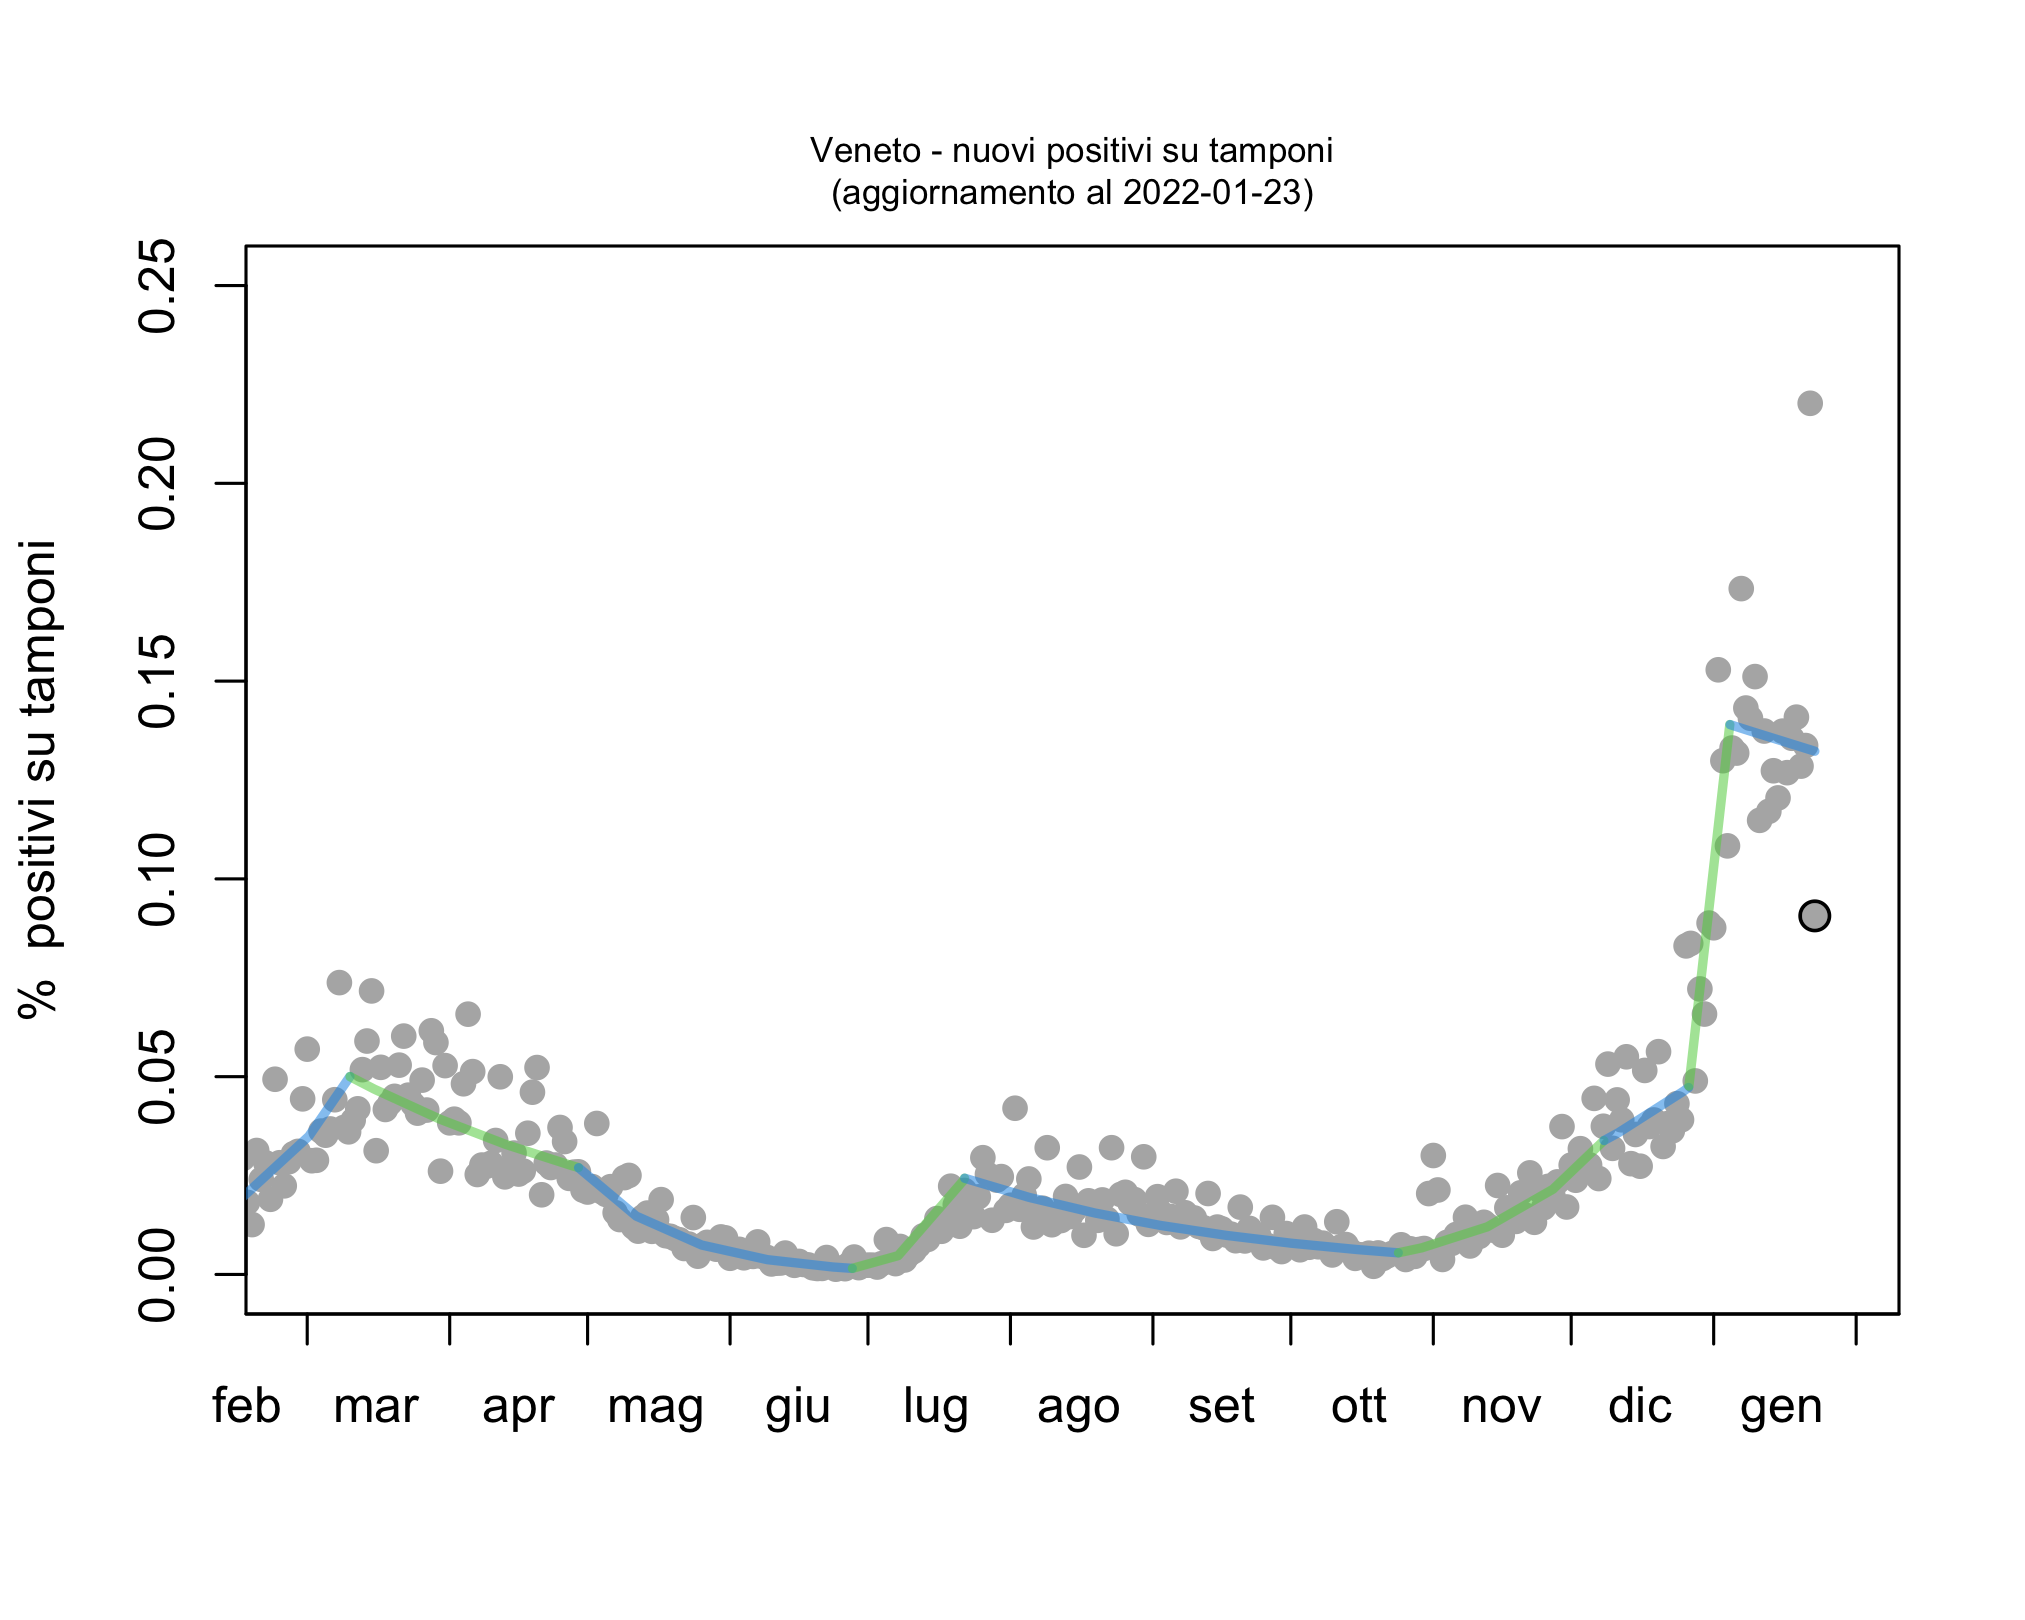 Veneto - nuovi positivi su tamponi
(aggiornamento al 2022-01-23)
% positivi su tamponi
0.25
0.20
0.15
0.10
0.05
0.00
feb mar apr mag giu lug ago set ott nov dic gen